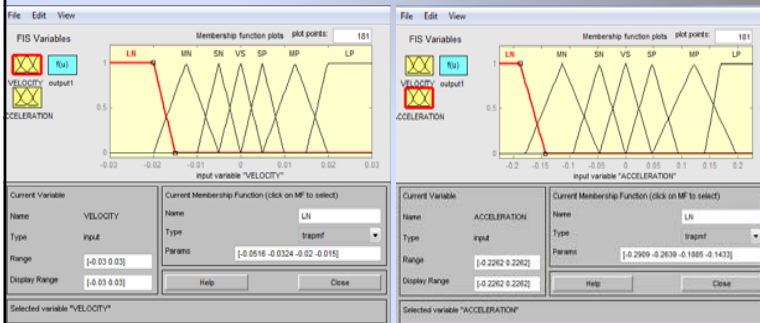 File Edit View
FIS Variables
Membership function plots plot points: 181
f(u)
VELOCITY output1
ACCELERATION
LN MN SN VS SP MP LP
1
0.5
0
-0.03 -0.02 -0.01 0 0.01 0.02 0.03
input variable "VELOCITY"
Current Variable
Name VELOCITY
Type input
Range [-0.03 0.03]
Display Range [-0.03 0.03]
Current Membership Function (click on MF to select)
Name LN
Type trapmf
Params [-0.0516 -0.0324 -0.02 -0.015]
Help Close
Selected variable "VELOCITY"
File Edit View
FIS Variables
Membership function plots plot points: 181
f(u)
VELOCITY output1
ACCELERATION
LN MN SN VS SP MP LP
1
0.5
0
-0.2 -0.15 -0.1 -0.05 0 0.05 0.1 0.15 0.2
input variable "ACCELERATION"
Current Variable
Name ACCELERATION
Type input
Range [-0.2262 0.2262]
Display Range [-0.2262 0.2262]
Current Membership Function (click on MF to select)
Name LN
Type trapmf
Params [-0.2909 -0.2639 -0.1885 -0.1433]
Help Close
Selected variable "ACCELERATION"